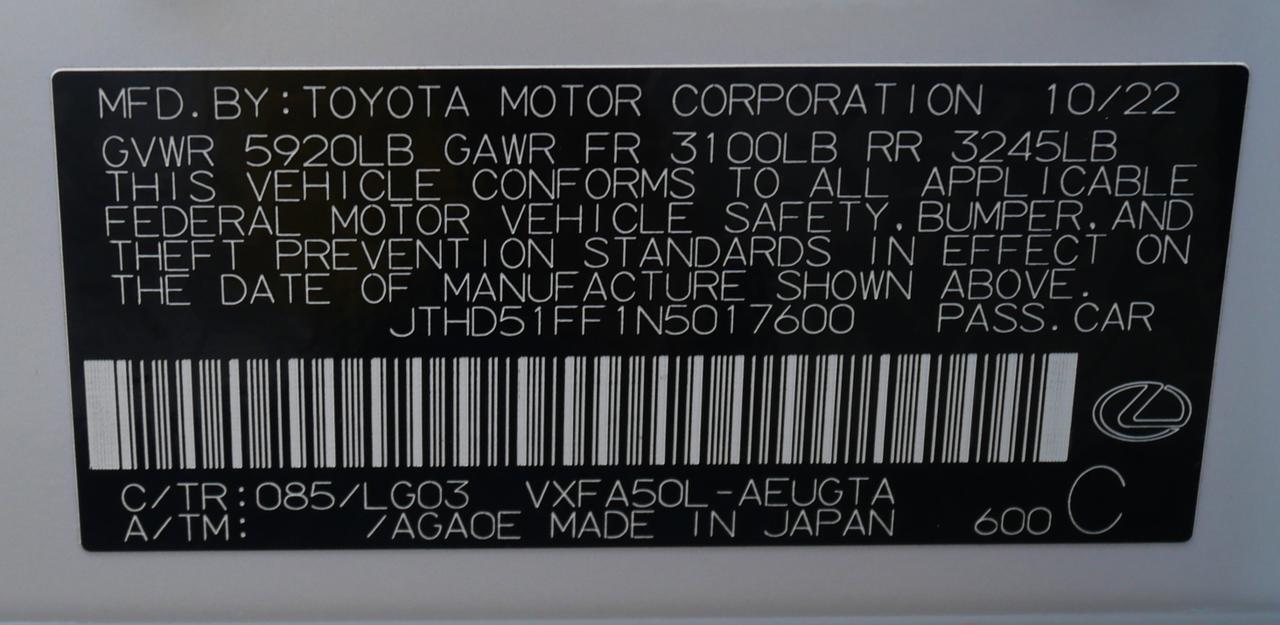 MFD. BY: TOYOTA MOTOR CORPORATION 10/22
GVWR 5920LB GAWR FR 3100LB RR 3245LB
THIS VEHICLE CONFORMS TO ALL APPLICABLE
FEDERAL MOTOR VEHICLE SAFETY, BUMPER, AND
THEFT PREVENTION STANDARDS IN EFFECT ON
THE DATE OF MANUFACTURE SHOWN ABOVE.
JTHD51FF1N5017600 PASS. CAR
C/TR: 085/LG03 VXFA50L-AEUGTA
A/TM: /AGA0E MADE IN JAPAN 600 C